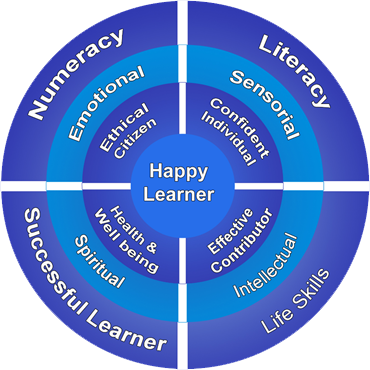 Numeracy
Literacy
Emotional
Sensorial
Ethical
Citizen
Confident
Individual
Happy
Learner
Health &
Well being
Effective
Contributor
Spiritual
Intellectual
Successful Learner
Life Skills